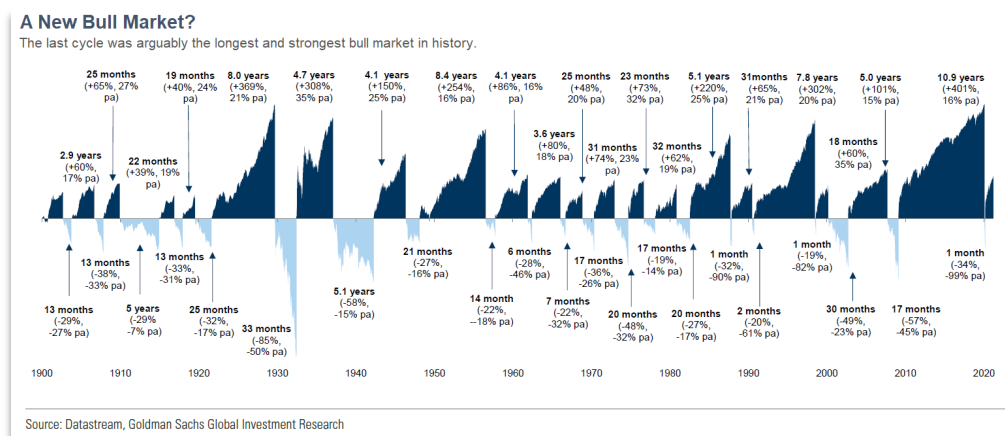 A New Bull Market?
The last cycle was arguably the longest and strongest bull market in history.
25 months
(+65%, 27%
pa)
19 months
(+40%, 24%
pa)
8.0 years
(+369%,
21% pa)
4.7 years
(+308%,
35% pa)
4.1 years
(+150%,
25% pa)
8.4 years
(+254%,
16% pa)
4.1 years
(+86%, 16%
pa)
25 months
(+48%,
20% pa)
23 months
(+73%,
32% pa)
5.1 years
(+220%,
25% pa)
31months
(+65%,
21% pa)
7.8 years
(+302%,
20% pa)
5.0 years
(+101%,
15% pa)
10.9 years
(+401%,
16% pa)
2.9 years
(+60%,
17% pa)
22 months
(+39%, 19%
pa)
3.6 years
(+80%,
18% pa)
31 months
(+74%, 23%
pa)
32 months
(+62%,
19% pa)
18 months
(+60%,
35% pa)
13 months
(-29%,
-27% pa)
13 months
(-38%,
-33% pa)
5 years
(-29%
-7% pa)
13 months
(-33%,
-31% pa)
25 months
(-32%,
-17% pa)
33 months
(-85%,
-50% pa)
5.1 years
(-58%,
-15% pa)
21 months
(-27%,
-16% pa)
14 month
(-22%,
--18% pa)
6 months
(-28%,
-46% pa)
7 months
(-22%,
-32% pa)
17 months
(-36%,
-26% pa)
20 months
(-48%,
-32% pa)
17 months
(-19%,
-14% pa)
20 months
(-27%,
-17% pa)
1 month
(-32%,
-90% pa)
2 months
(-20%,
-61% pa)
1 month
(-19%,
-82% pa)
30 months
(-49%,
-23% pa)
17 months
(-57%,
-45% pa)
1 month
(-34%,
-99% pa)
1900 1910 1920 1930 1940 1950 1960 1970 1980 1990 2000 2010 2020
Source: Datastream, Goldman Sachs Global Investment Research